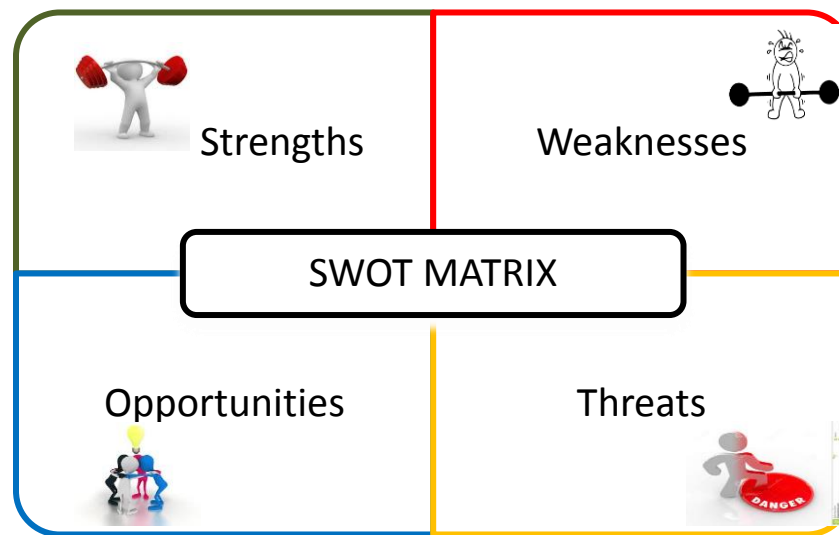 Strengths
Weaknesses
SWOT MATRIX
Opportunities
Threats
DANGER